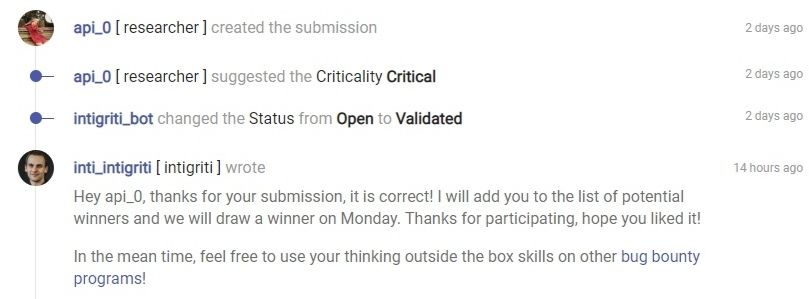 api_0 [ researcher ] created the submission 2 days ago
api_0 [ researcher ] suggested the Criticality Critical 2 days ago
intigriti_bot changed the Status from Open to Validated 2 days ago
inti_intigriti [ intigriti ] wrote 14 hours ago
Hey api_0, thanks for your submission, it is correct! I will add you to the list of potential
winners and we will draw a winner on Monday. Thanks for participating, hope you liked it!
In the mean time, feel free to use your thinking outside the box skills on other bug bounty
programs!